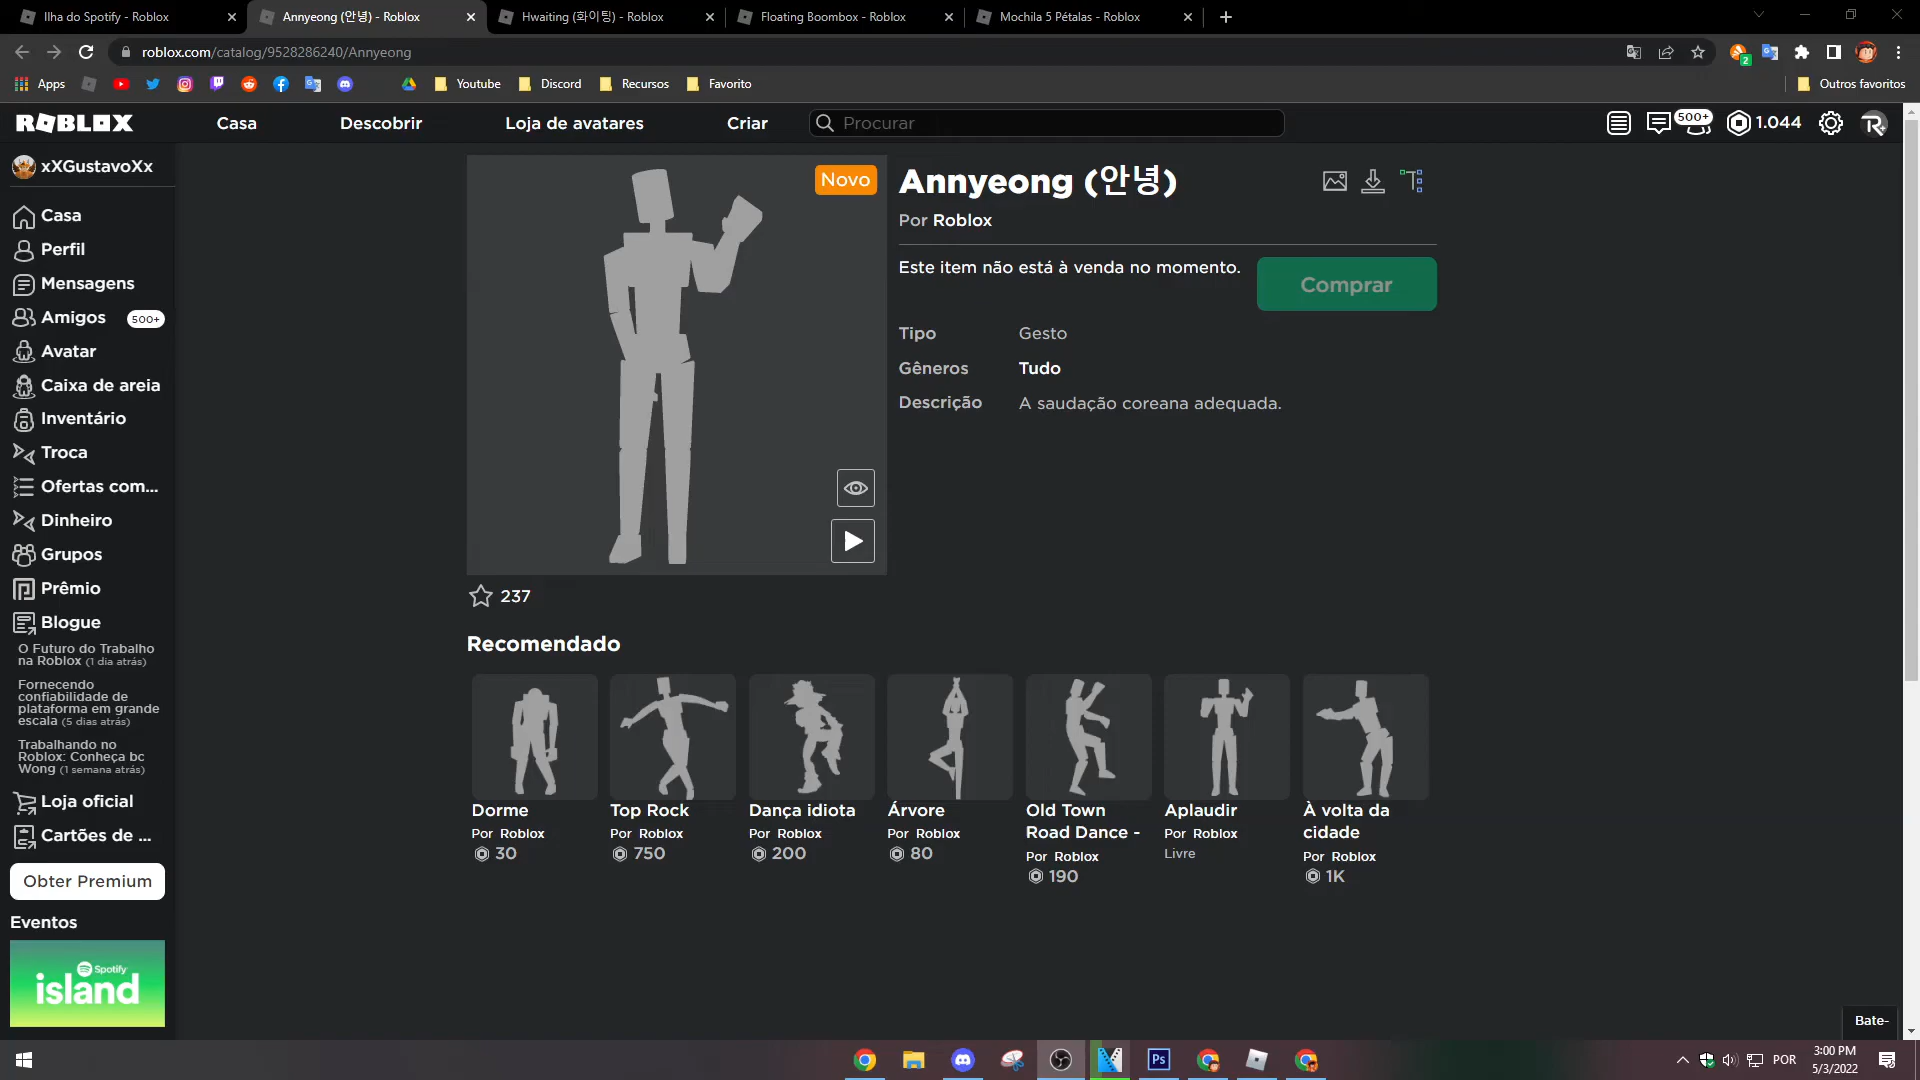 Ilha do Spotify - Roblox
Annyeong (안녕) - Roblox
Hwaiting (화이팅) - Roblox
Floating Boombox - Roblox
Mochila 5 Pétalas - Roblox
roblox.com/catalog/9528286240/Annyeong
2
Apps
Youtube
Discord
Recursos
Favorito
Outros favoritos
ROBLOX
Casa
Descobrir
Loja de avatares
Criar
Procurar
500+
1.044
xXGustavoXx
Casa
Perfil
Mensagens
Amigos
500+
Avatar
Caixa de areia
Inventário
Troca
Ofertas com...
Dinheiro
Grupos
Prêmio
Blogue
O Futuro do Trabalho
na Roblox (1 dia atrás)
Fornecendo
confiabilidade de
plataforma em grande
escala (5 dias atrás)
Trabalhando no
Roblox: Conheça bc
Wong (1 semana atrás)
Loja oficial
Cartões de ...
Obter Premium
Eventos
Spotify
island
Novo
Annyeong (안녕)
Por Roblox
Este item não está à venda no momento.
Comprar
Tipo
Gesto
Gêneros
Tudo
Descrição
A saudação coreana adequada.
237
Recomendado
Dorme
Por Roblox
30
Top Rock
Por Roblox
750
Dança idiota
Por Roblox
200
Árvore
Por Roblox
80
Old Town
Road Dance -
Por Roblox
190
Aplaudir
Por Roblox
Livre
À volta da
cidade
Por Roblox
1K
Bate-
Ps
POR
3:00 PM
5/3/2022